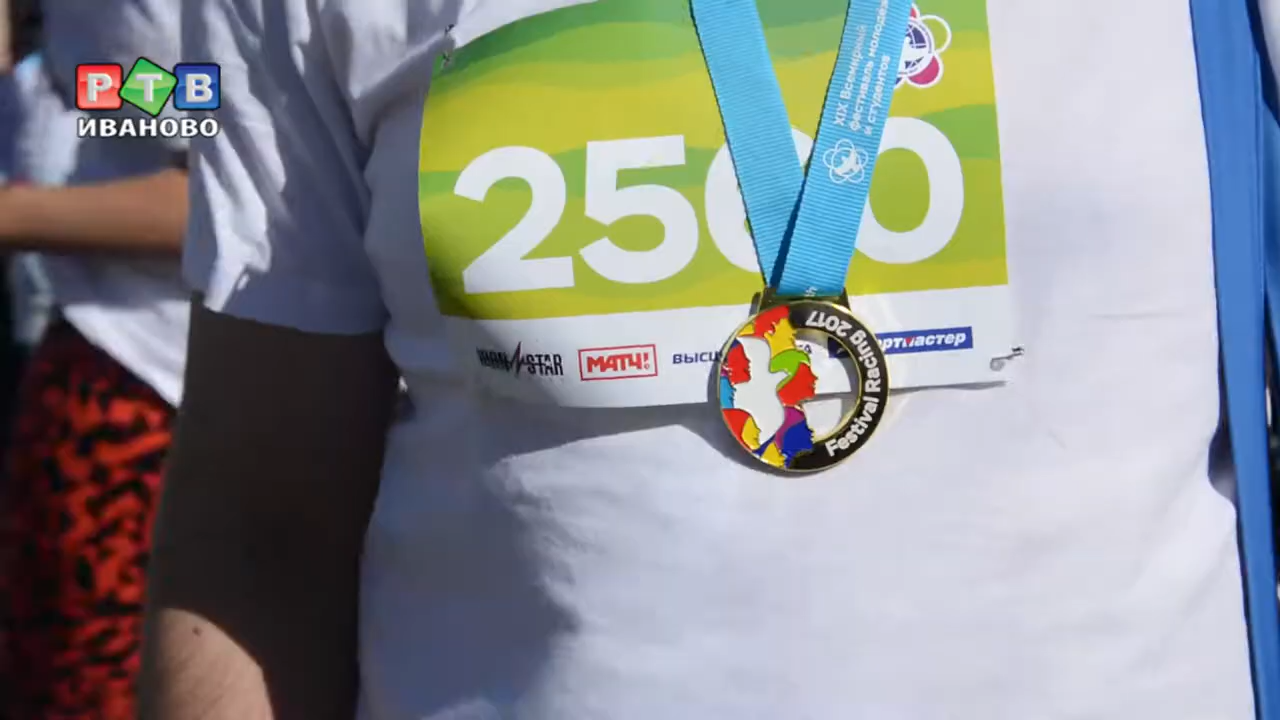 РТВ
ИВАНОВО
XIX Всемирный
фестиваль молодежи
и студентов
2500
МАТЧ!
Festival Racing 2017